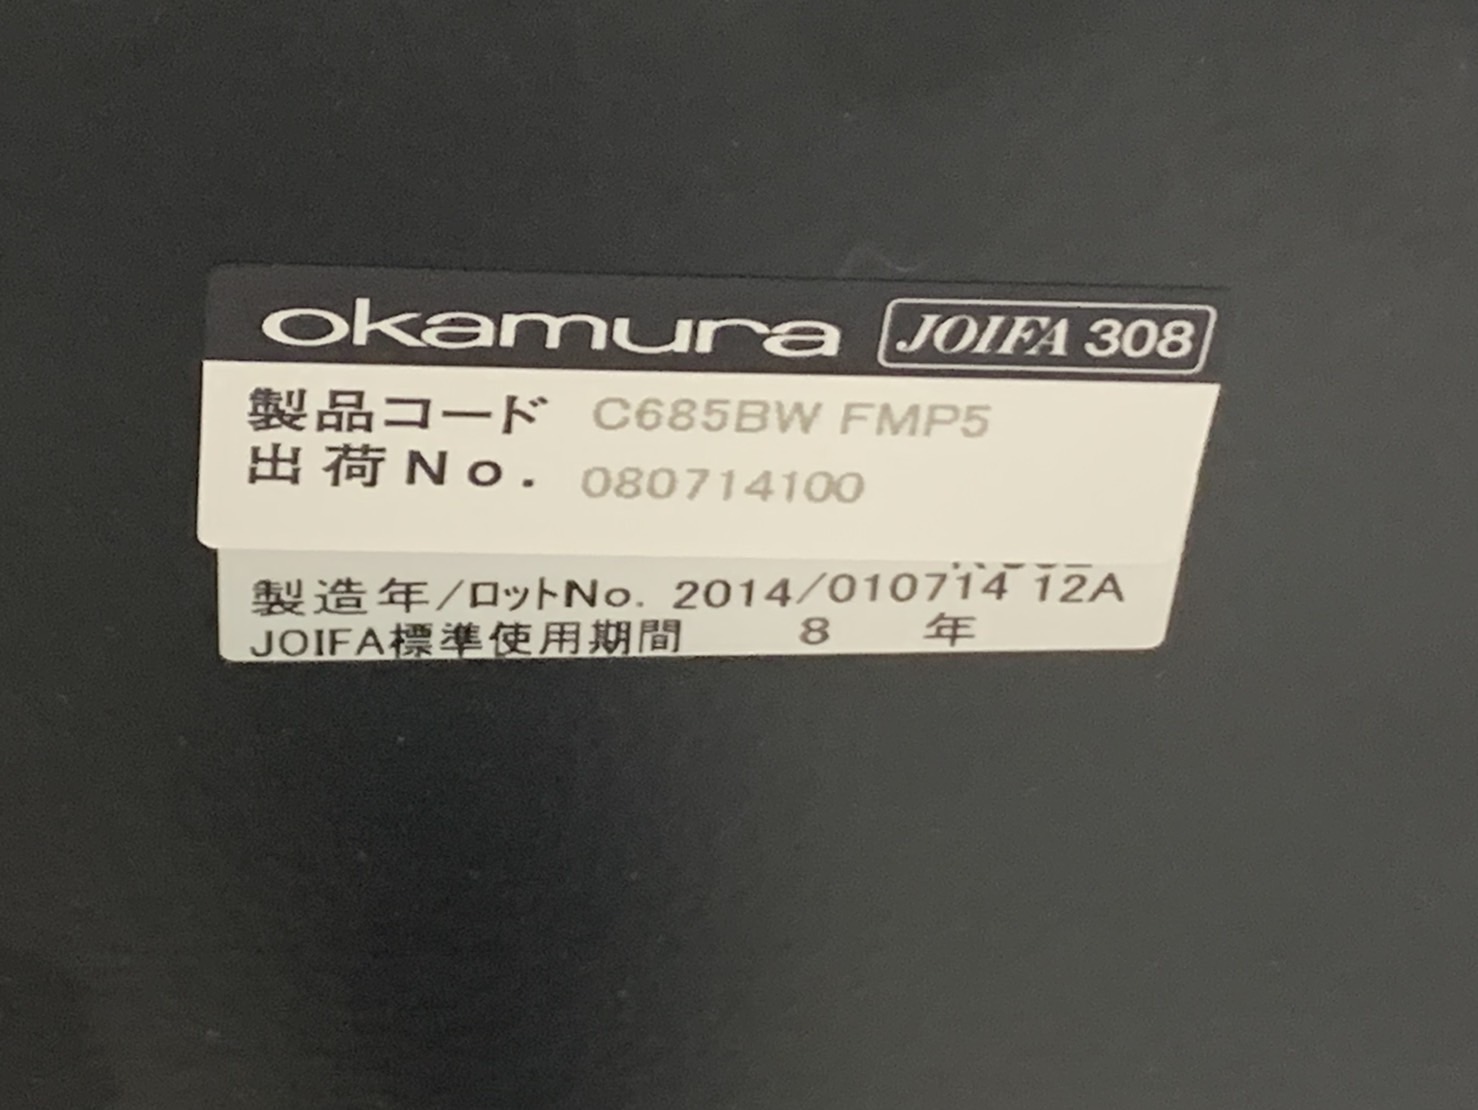 okamura JOIFA 308
製品コード C685BW FMP5
出荷No. 080714100
製造年/ロットNo. 2014/010714 12A
JOIFA標準使用期間 8 年